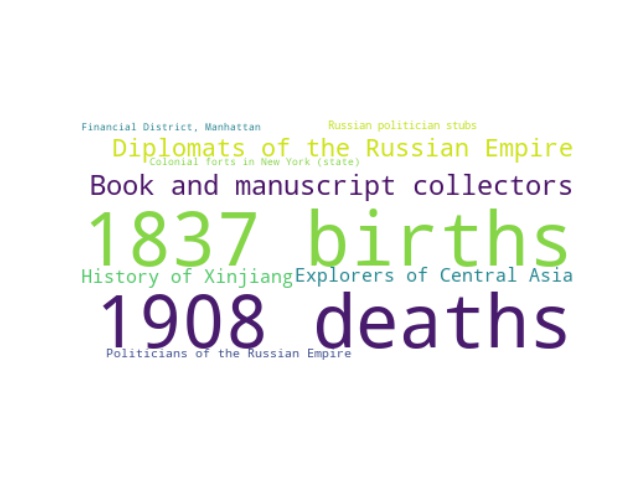 Financial District, Manhattan
Russian politician stubs
Diplomats of the Russian Empire
Colonial forts in New York (state)
Book and manuscript collectors
1837 births
History of Xinjiang
Explorers of Central Asia
1908 deaths
Politicians of the Russian Empire